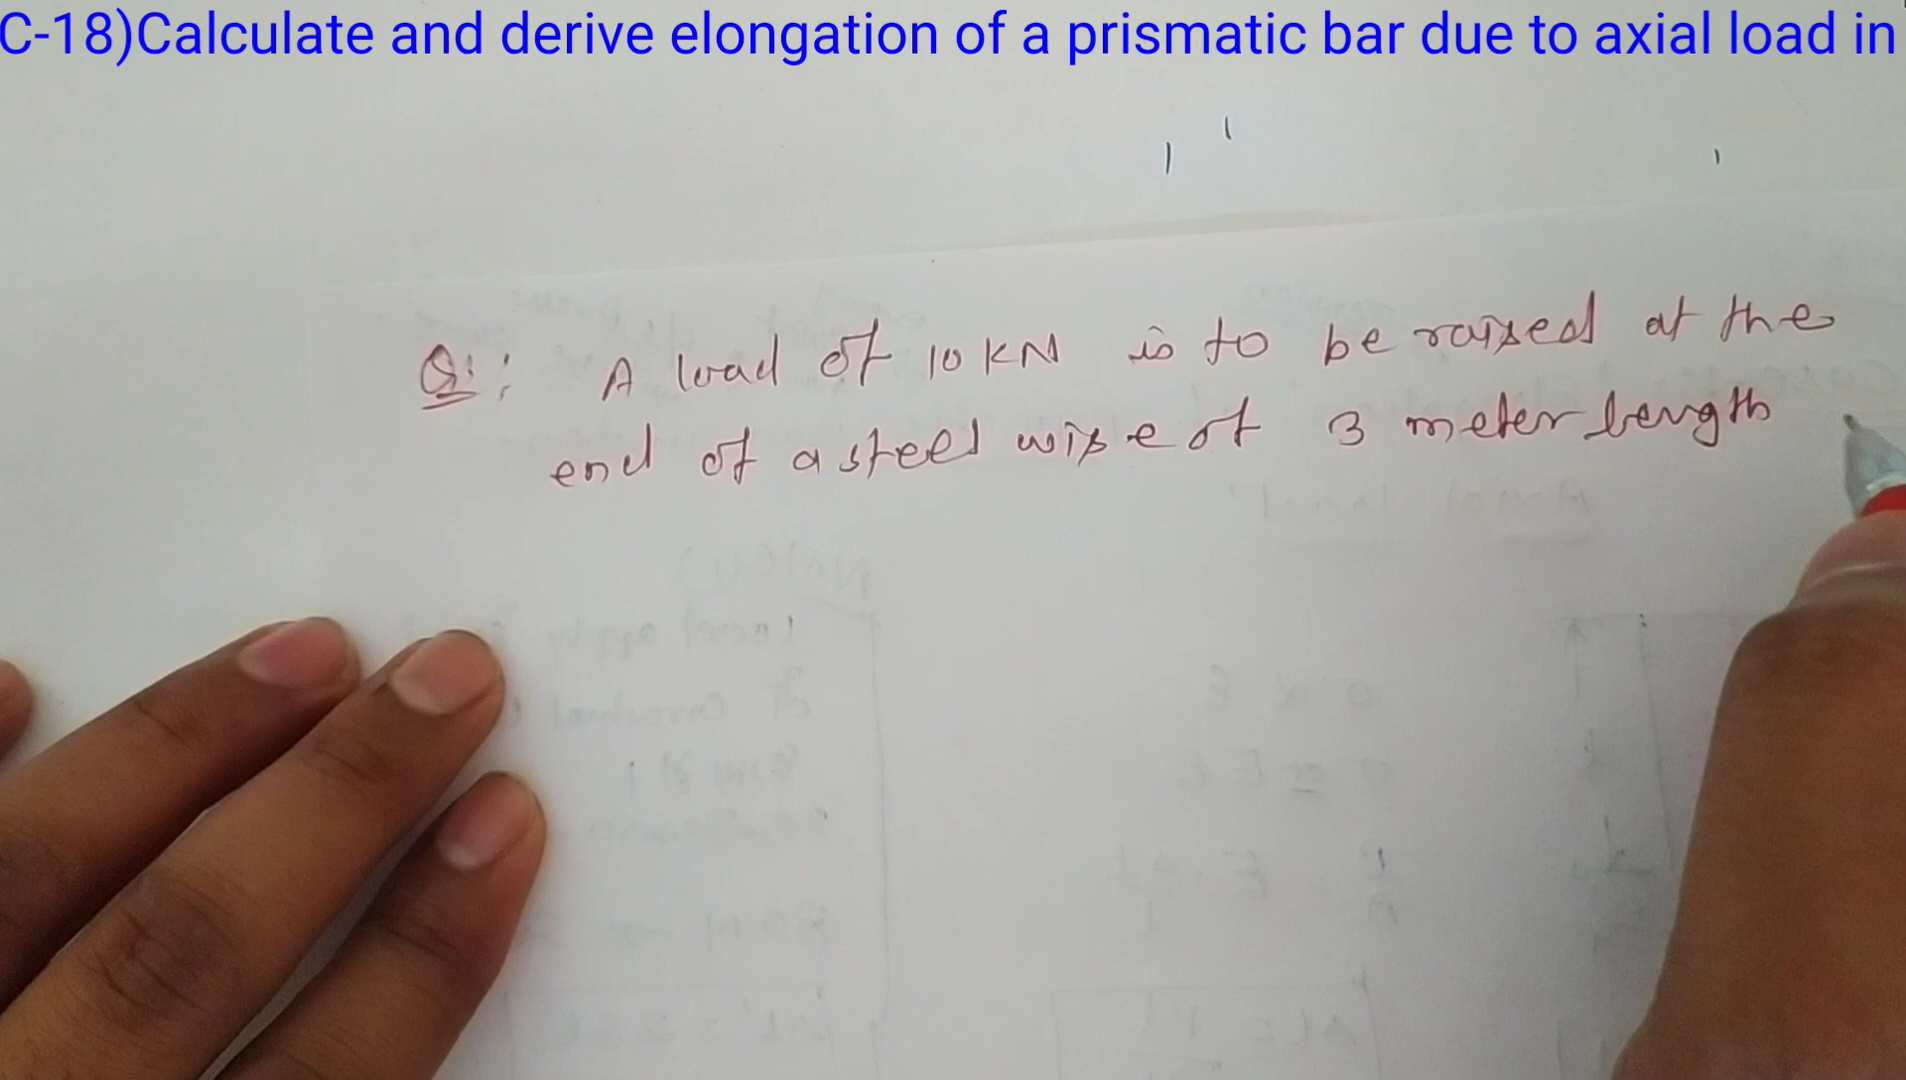 C-18)Calculate and derive elongation of a prismatic bar due to axial load in
Q: A load of 10 KN is to be raised at the
end of a steel wire of 3 meter length